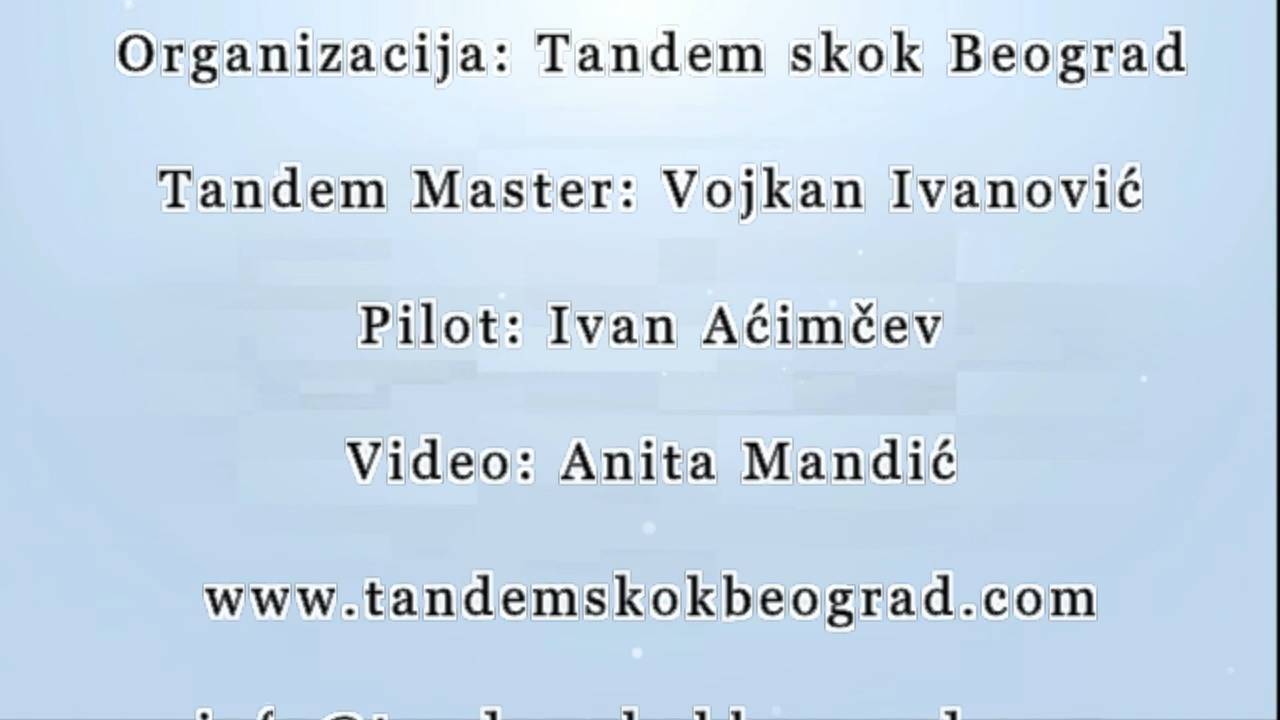 Organizacija: Tandem skok Beograd
Tandem Master: Vojkan Ivanović
Pilot: Ivan Aćimčev
Video: Anita Mandić
www.tandemskokbeograd.com